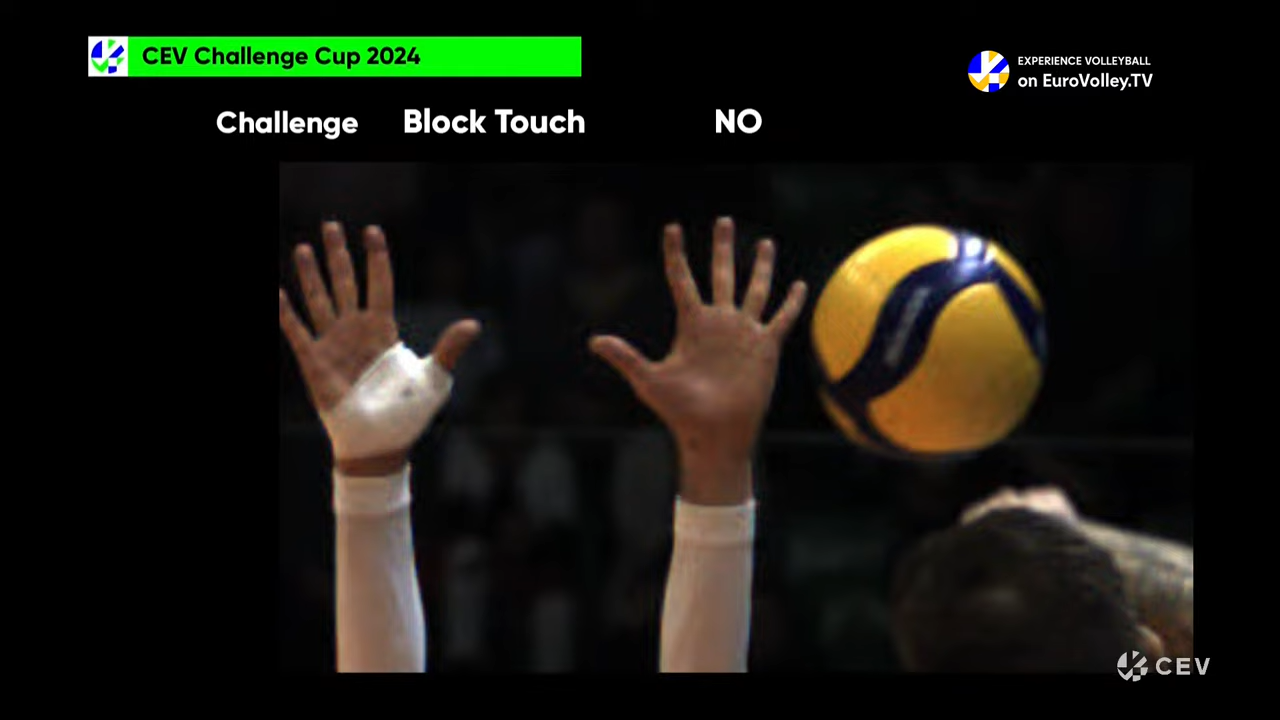 CEV Challenge Cup 2024
EXPERIENCE VOLLEYBALL
on EuroVolley.TV
Challenge Block Touch NO
CEV